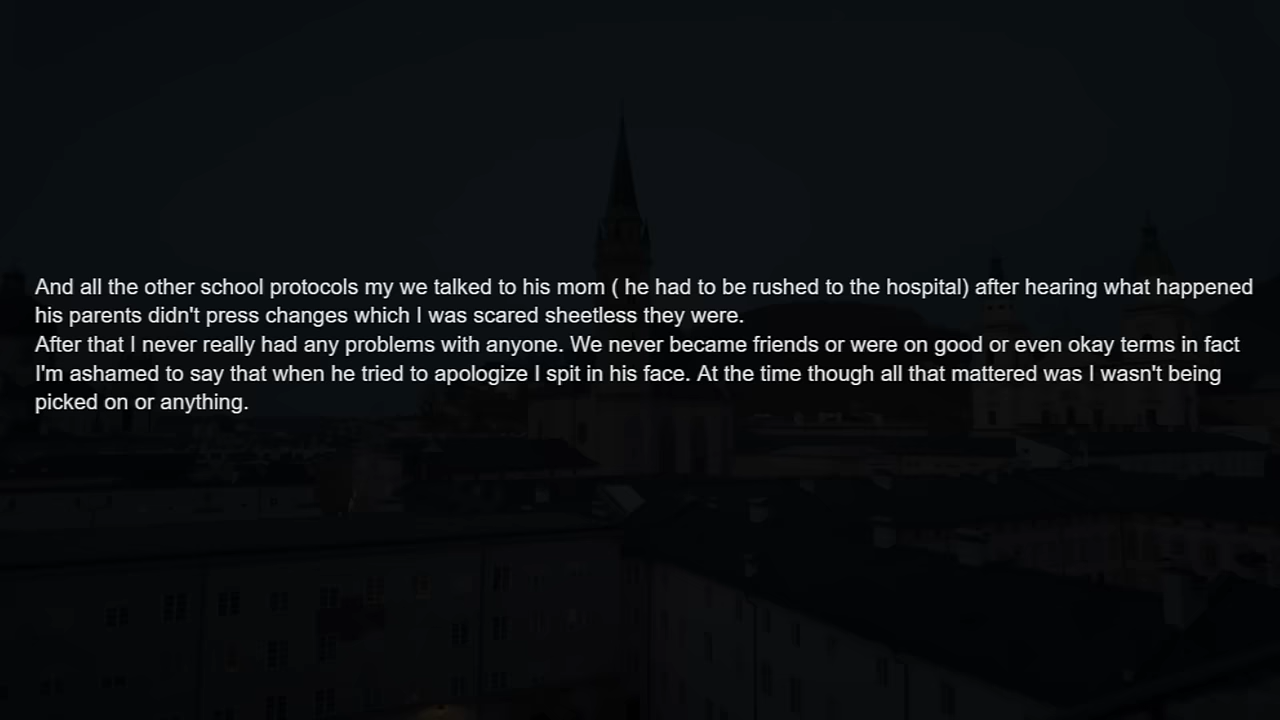 And all the other school protocols my we talked to his mom ( he had to be rushed to the hospital) after hearing what happened
his parents didn't press changes which I was scared sheetless they were.
After that I never really had any problems with anyone. We never became friends or were on good or even okay terms in fact
I'm ashamed to say that when he tried to apologize I spit in his face. At the time though all that mattered was I wasn't being
picked on or anything.